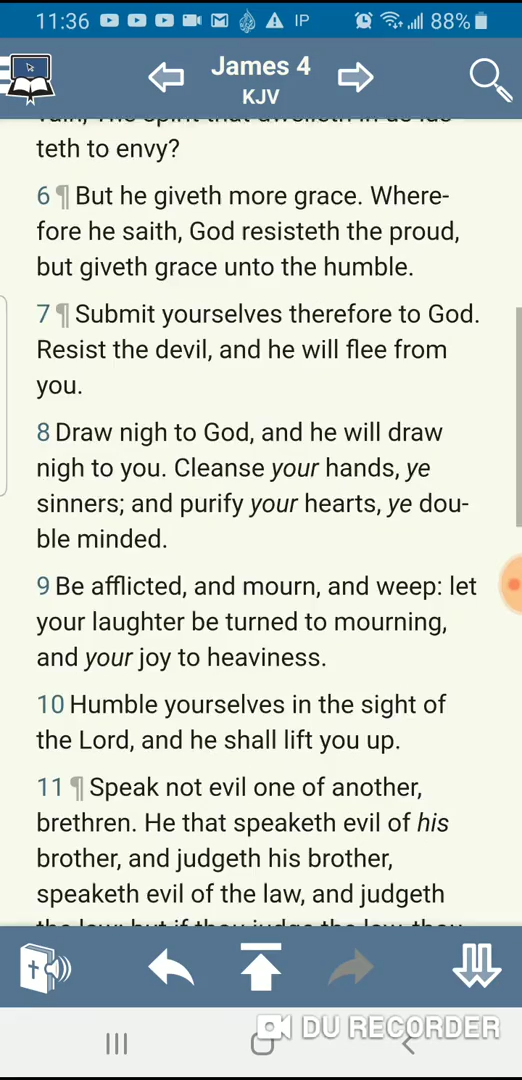 11:36 IP 88%
James 4
KJV
teth to envy?
6 ¶ But he giveth more grace. Where-
fore he saith, God resisteth the proud,
but giveth grace unto the humble.
7 ¶ Submit yourselves therefore to God.
Resist the devil, and he will flee from
you.
8 Draw nigh to God, and he will draw
nigh to you. Cleanse your hands, ye
sinners; and purify your hearts, ye dou-
ble minded.
9 Be afflicted, and mourn, and weep: let
your laughter be turned to mourning,
and your joy to heaviness.
10 Humble yourselves in the sight of
the Lord, and he shall lift you up.
11 ¶ Speak not evil one of another,
brethren. He that speaketh evil of his
brother, and judgeth his brother,
speaketh evil of the law, and judgeth
DU RECORDER